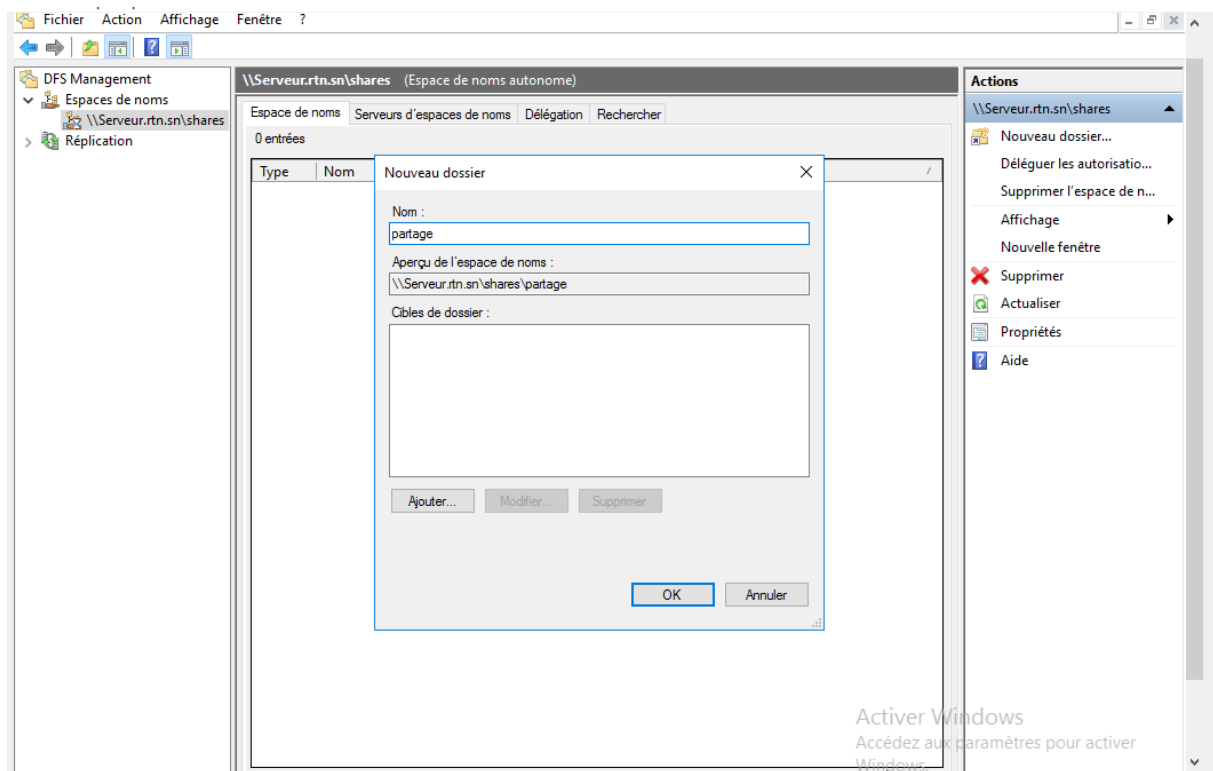 Fichier Action Affichage Fenêtre ?
DFS Management
Espaces de noms
\\Serveur.rtn.sn\shares
Réplication
\\Serveur.rtn.sn\shares (Espace de noms autonome)
Espace de noms Serveurs d'espaces de noms Délégation Rechercher
0 entrées
Type Nom
Nouveau dossier
Nom :
partage
Aperçu de l'espace de noms :
\\Serveur.rtn.sn\shares\partage
Cibles de dossier :
Ajouter... Modifier... Supprimer
OK Annuler
Actions
\\Serveur.rtn.sn\shares
Nouveau dossier...
Déléguer les autorisatio...
Supprimer l'espace de n...
Affichage
Nouvelle fenêtre
Supprimer
Actualiser
Propriétés
Aide
Activer Windows
Accédez aux paramètres pour activer
Windows.